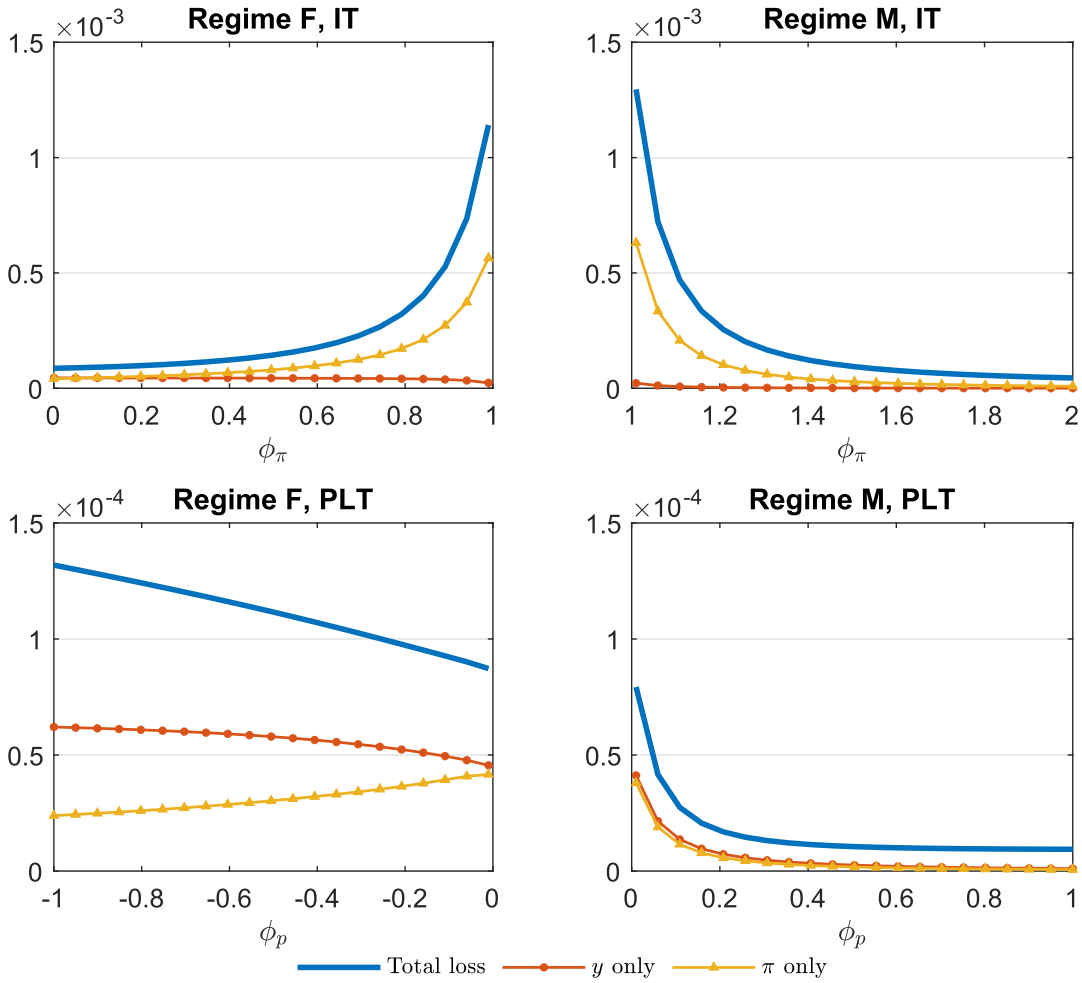 Regime F, IT
×10-3
1.5
1
0.5
0
0 0.2 0.4 0.6 0.8 1
ϕπ
Regime M, IT
×10-3
1.5
1
0.5
0
1 1.2 1.4 1.6 1.8 2
ϕπ
Regime F, PLT
×10-4
1.5
1
0.5
0
-1 -0.8 -0.6 -0.4 -0.2 0
ϕp
Regime M, PLT
×10-4
1.5
1
0.5
0
0 0.2 0.4 0.6 0.8 1
ϕp
Total loss y only π only